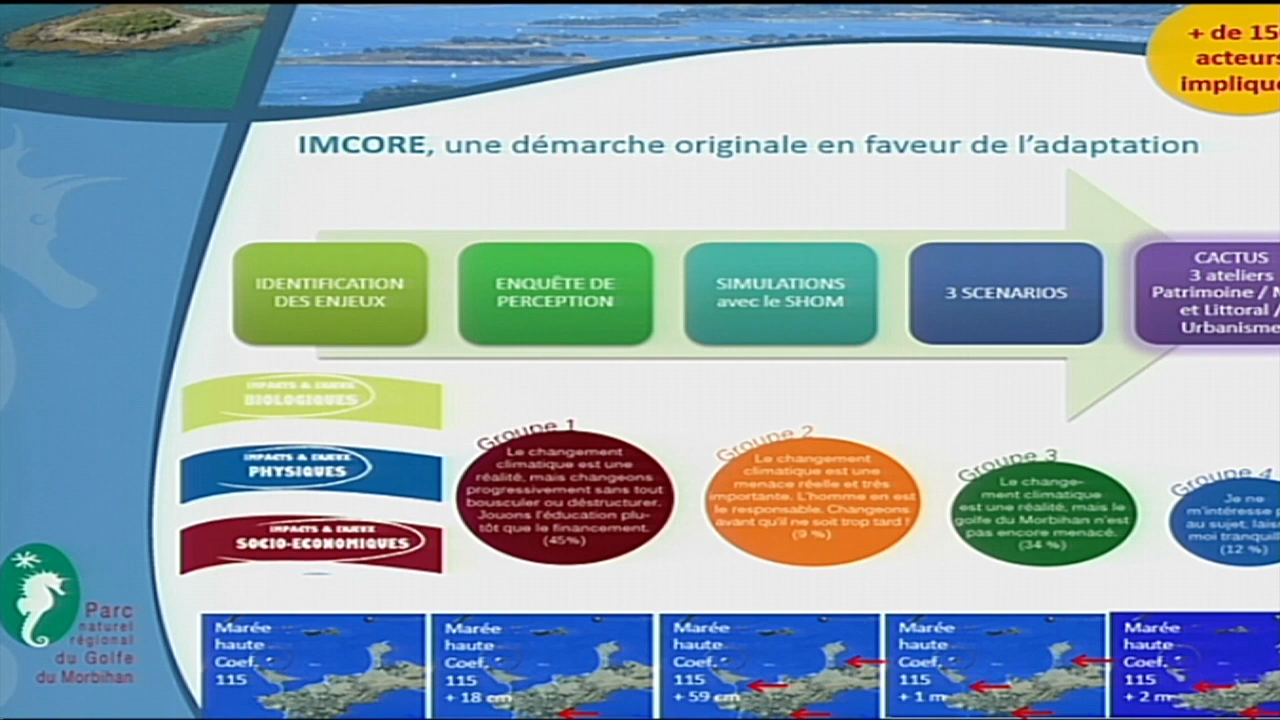 + de 15
acteurs
impliqu
IMCORE, une démarche originale en faveur de l'adaptation
IDENTIFICATION
DES ENJEUX
ENQUÊTE DE
PERCEPTION
SIMULATIONS
avec le SHOM
3 SCENARIOS
CACTUS
3 ateliers
Patrimoine /
et Littoral /
Urbanisme
IMPACTS & ENJEUX
BIOLOGIQUES
IMPACTS & ENJEUX
PHYSIQUES
IMPACTS & ENJEUX
SOCIO-ECONOMIQUES
Groupe 1
Le changement
climatique est une
réalité, mais changeons
progressivement sans tout
bousculer ou déstructurer.
Jouons l'éducation plu-
tôt que le financement.
(45%)
Groupe 2
Le changement
climatique est une
menace réelle et très
importante. L'homme en est
le responsable. Changeons
avant qu'il ne soit trop tard !
(9 %)
Groupe 3
Le change-
ment climatique
est une réalité, mais le
golfe du Morbihan n'est
pas encore menacé.
(34 %)
Groupe 4
Je ne
m'intéresse
au sujet,
moi
(12 %)
Parc
naturel
régional
du Golfe
du Morbihan
Marée
haute
Coef.
115
Marée
haute
Coef.
115
+ 18 cm
Marée
haute
Coef.
115
+ 59 cm
Marée
haute
Coef.
115
+ 1 m
Marée
haute
Coef.
115
+ 2 m